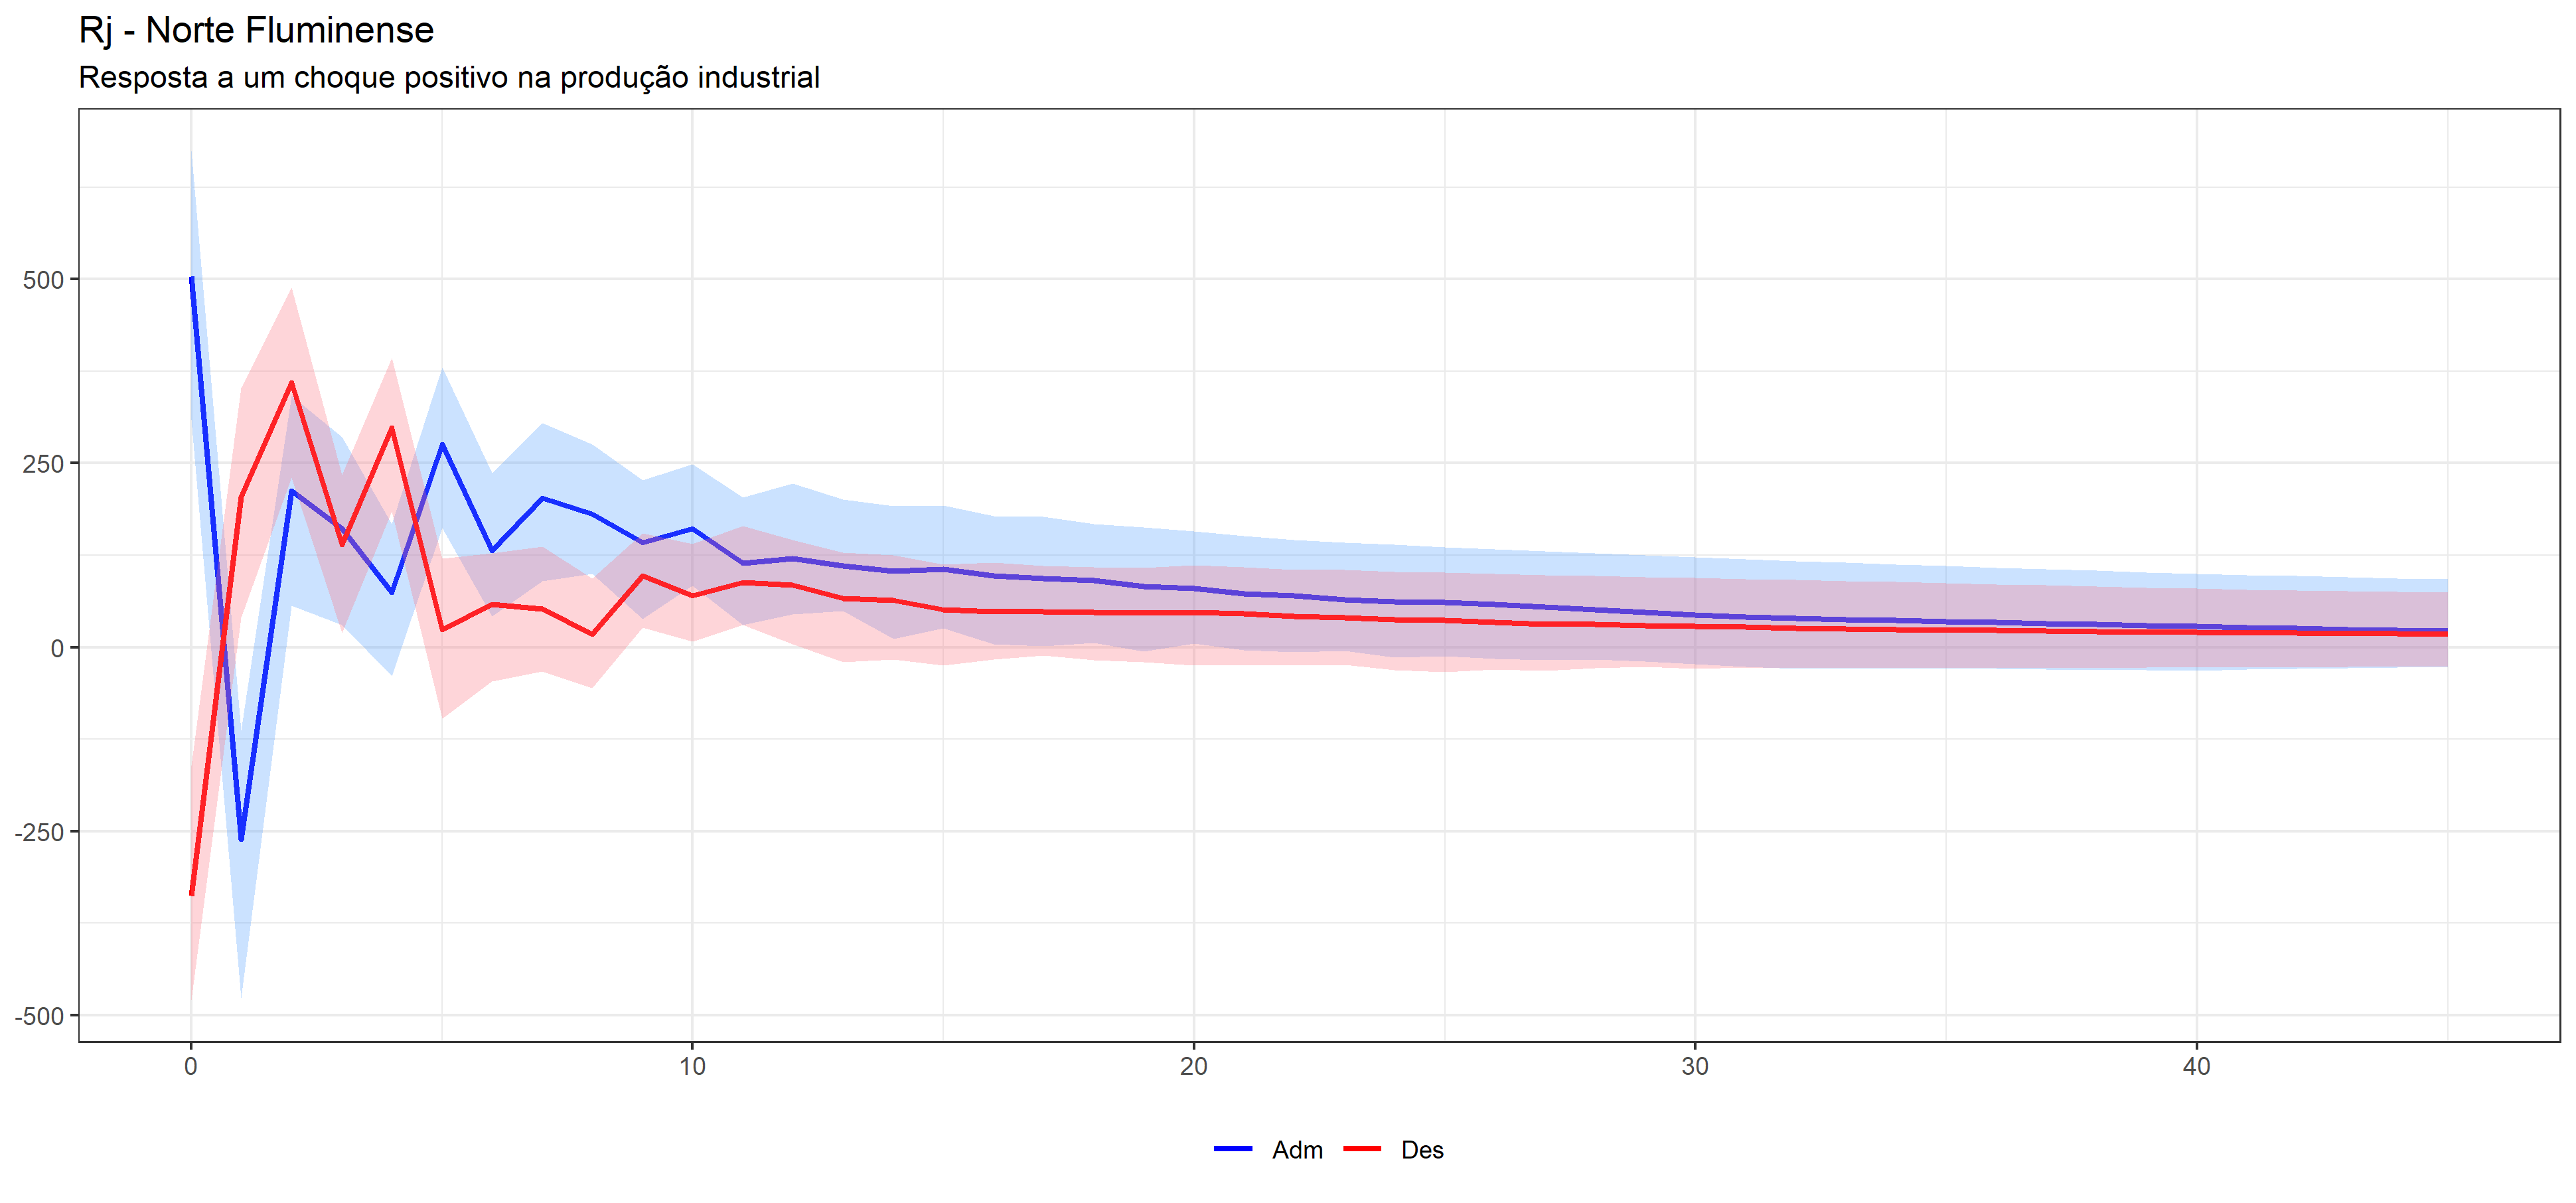 Rj - Norte Fluminense
Resposta a um choque positivo na produção industrial
500
250
0
-250
-500
0 10 20 30 40
Adm Des